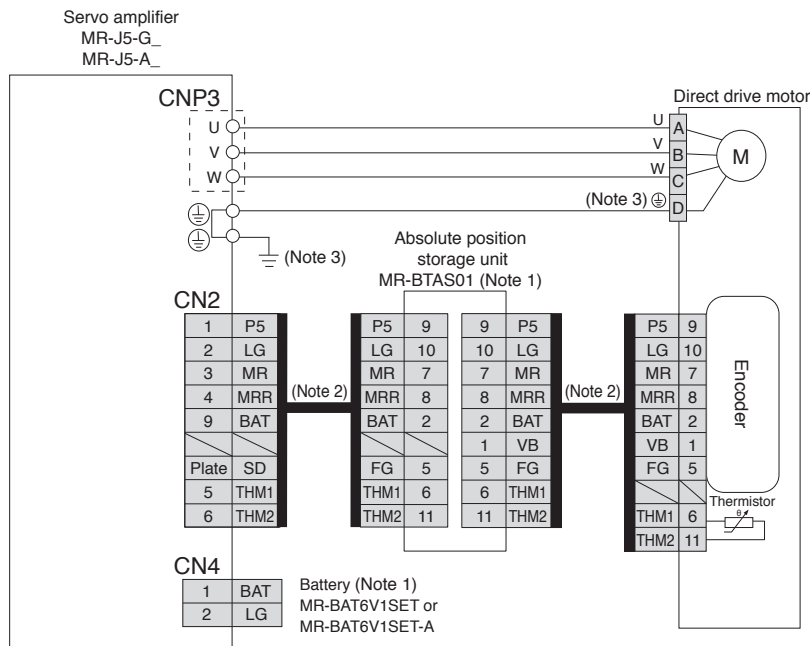 Servo amplifier
MR-J5-G_
MR-J5-A_
CNP3
Direct drive motor
U
U
A
V
V
B
M
W
W
C
(Note 3)
D
(Note 3)
Absolute position
storage unit
MR-BTAS01 (Note 1)
CN2
1 P5 P5 9 9 P5 P5 9
2 LG LG 10 10 LG LG 10
3 MR MR 7 7 MR MR 7
4 MRR (Note 2) MRR 8 8 MRR (Note 2) MRR 8
9 BAT BAT 2 2 BAT BAT 2
1 VB VB 1
Plate SD FG 5 5 FG FG 5
5 THM1 THM1 6 6 THM1
6 THM2 THM2 11 11 THM2 THM1 6
THM2 11
Encoder
Thermistor
θ
CN4
1 BAT
2 LG
Battery (Note 1)
MR-BAT6V1SET or
MR-BAT6V1SET-A